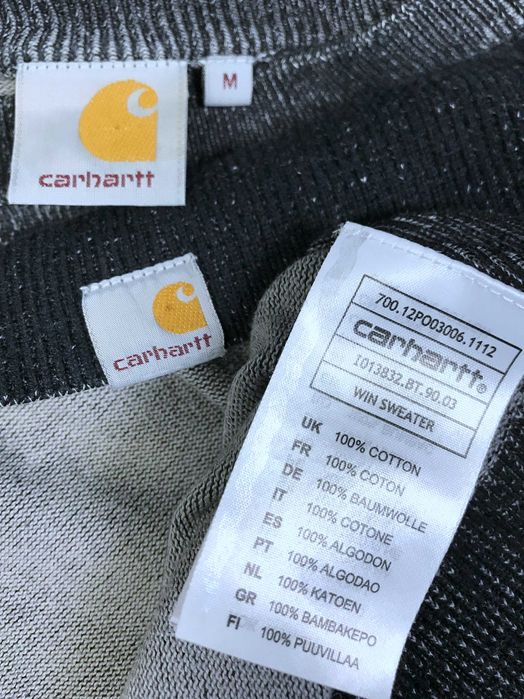 carhartt
M
carhartt
700.12PO03006.1112
carhartt®
I013832.BT.90.03
WIN SWEATER
UK 100% COTTON
FR 100% COTON
DE 100% BAUMWOLLE
IT 100% COTONE
ES 100% ALGODON
PT 100% ALGODAO
NL 100% KATOEN
GR 100% BAMBAKEPO
FI 100% PUUVILLAA